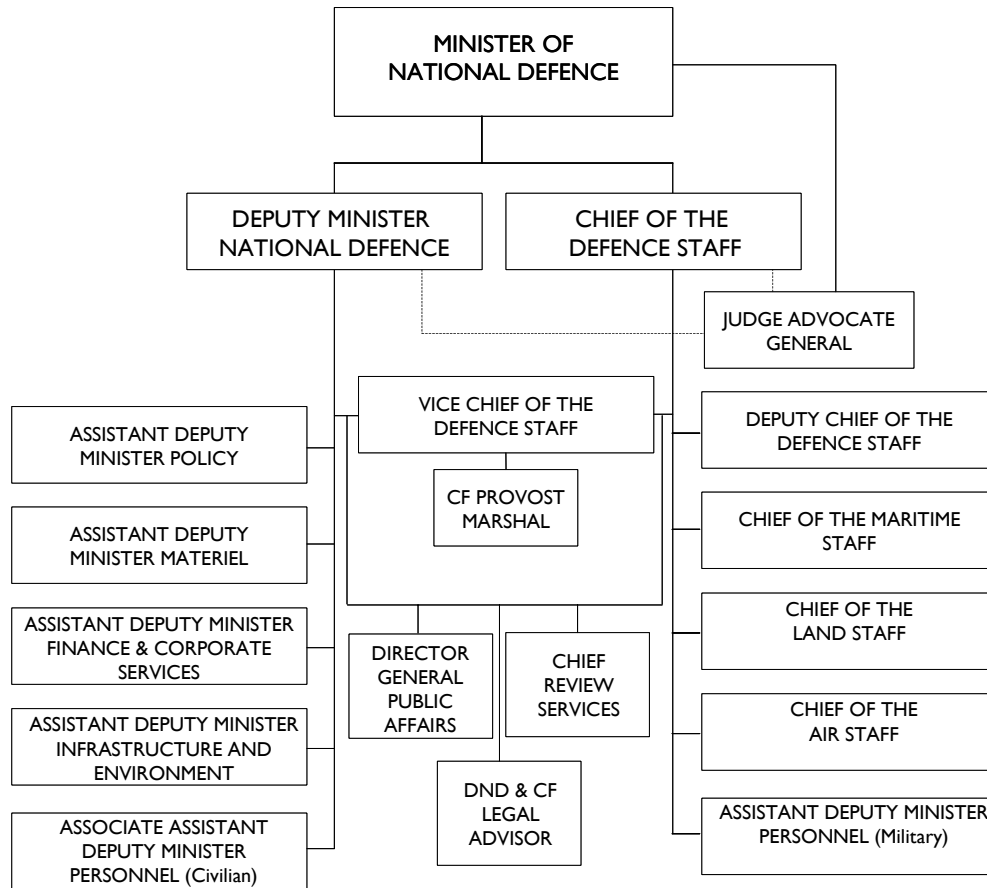 MINISTER OF
NATIONAL DEFENCE
DEPUTY MINISTER
NATIONAL DEFENCE
CHIEF OF THE
DEFENCE STAFF
JUDGE ADVOCATE
GENERAL
VICE CHIEF OF THE
DEFENCE STAFF
CF PROVOST
MARSHAL
ASSISTANT DEPUTY
MINISTER POLICY
ASSISTANT DEPUTY
MINISTER MATERIEL
ASSISTANT DEPUTY MINISTER
FINANCE & CORPORATE
SERVICES
ASSISTANT DEPUTY MINISTER
INFRASTRUCTURE AND
ENVIRONMENT
ASSOCIATE ASSISTANT
DEPUTY MINISTER
PERSONNEL (Civilian)
DIRECTOR
GENERAL
PUBLIC
AFFAIRS
CHIEF
REVIEW
SERVICES
DND & CF
LEGAL
ADVISOR
DEPUTY CHIEF OF THE
DEFENCE STAFF
CHIEF OF THE MARITIME
STAFF
CHIEF OF THE
LAND STAFF
CHIEF OF THE
AIR STAFF
ASSISTANT DEPUTY MINISTER
PERSONNEL (Military)